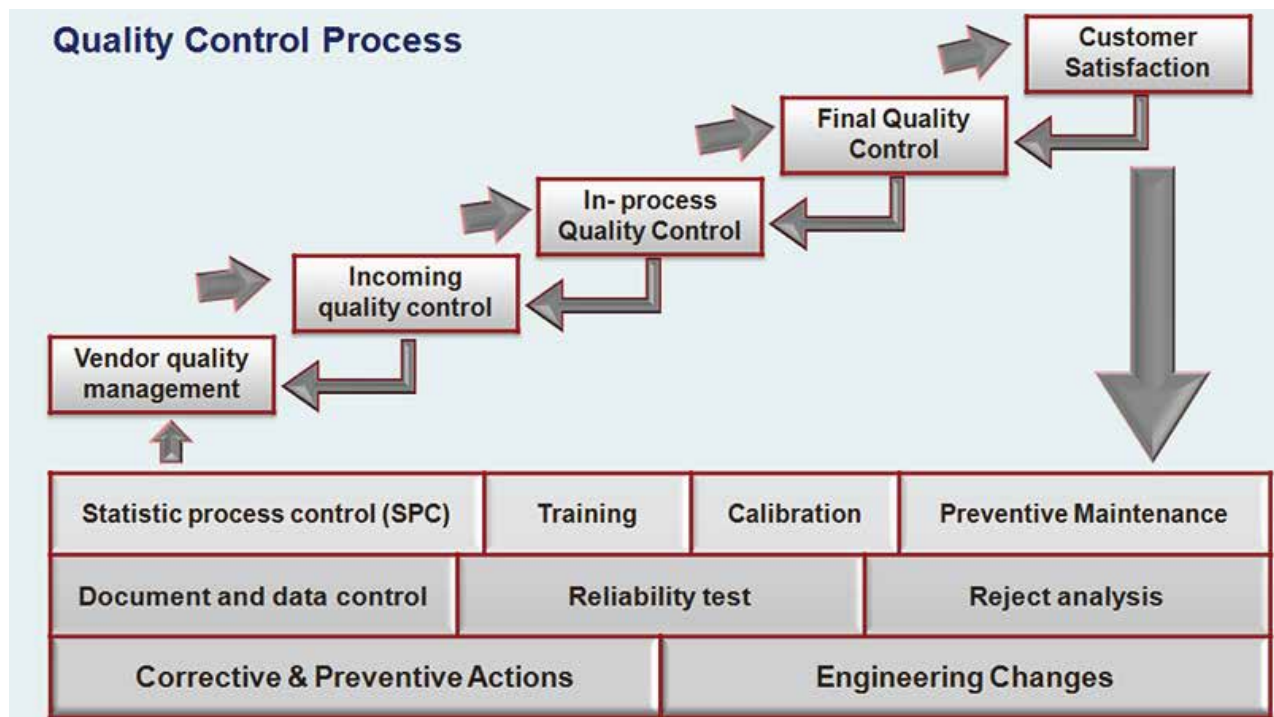 Quality Control Process
Customer
Satisfaction
Final Quality
Control
In- process
Quality Control
Incoming
quality control
Vendor quality
management
Statistic process control (SPC)
Training
Calibration
Preventive Maintenance
Document and data control
Reliability test
Reject analysis
Corrective & Preventive Actions
Engineering Changes